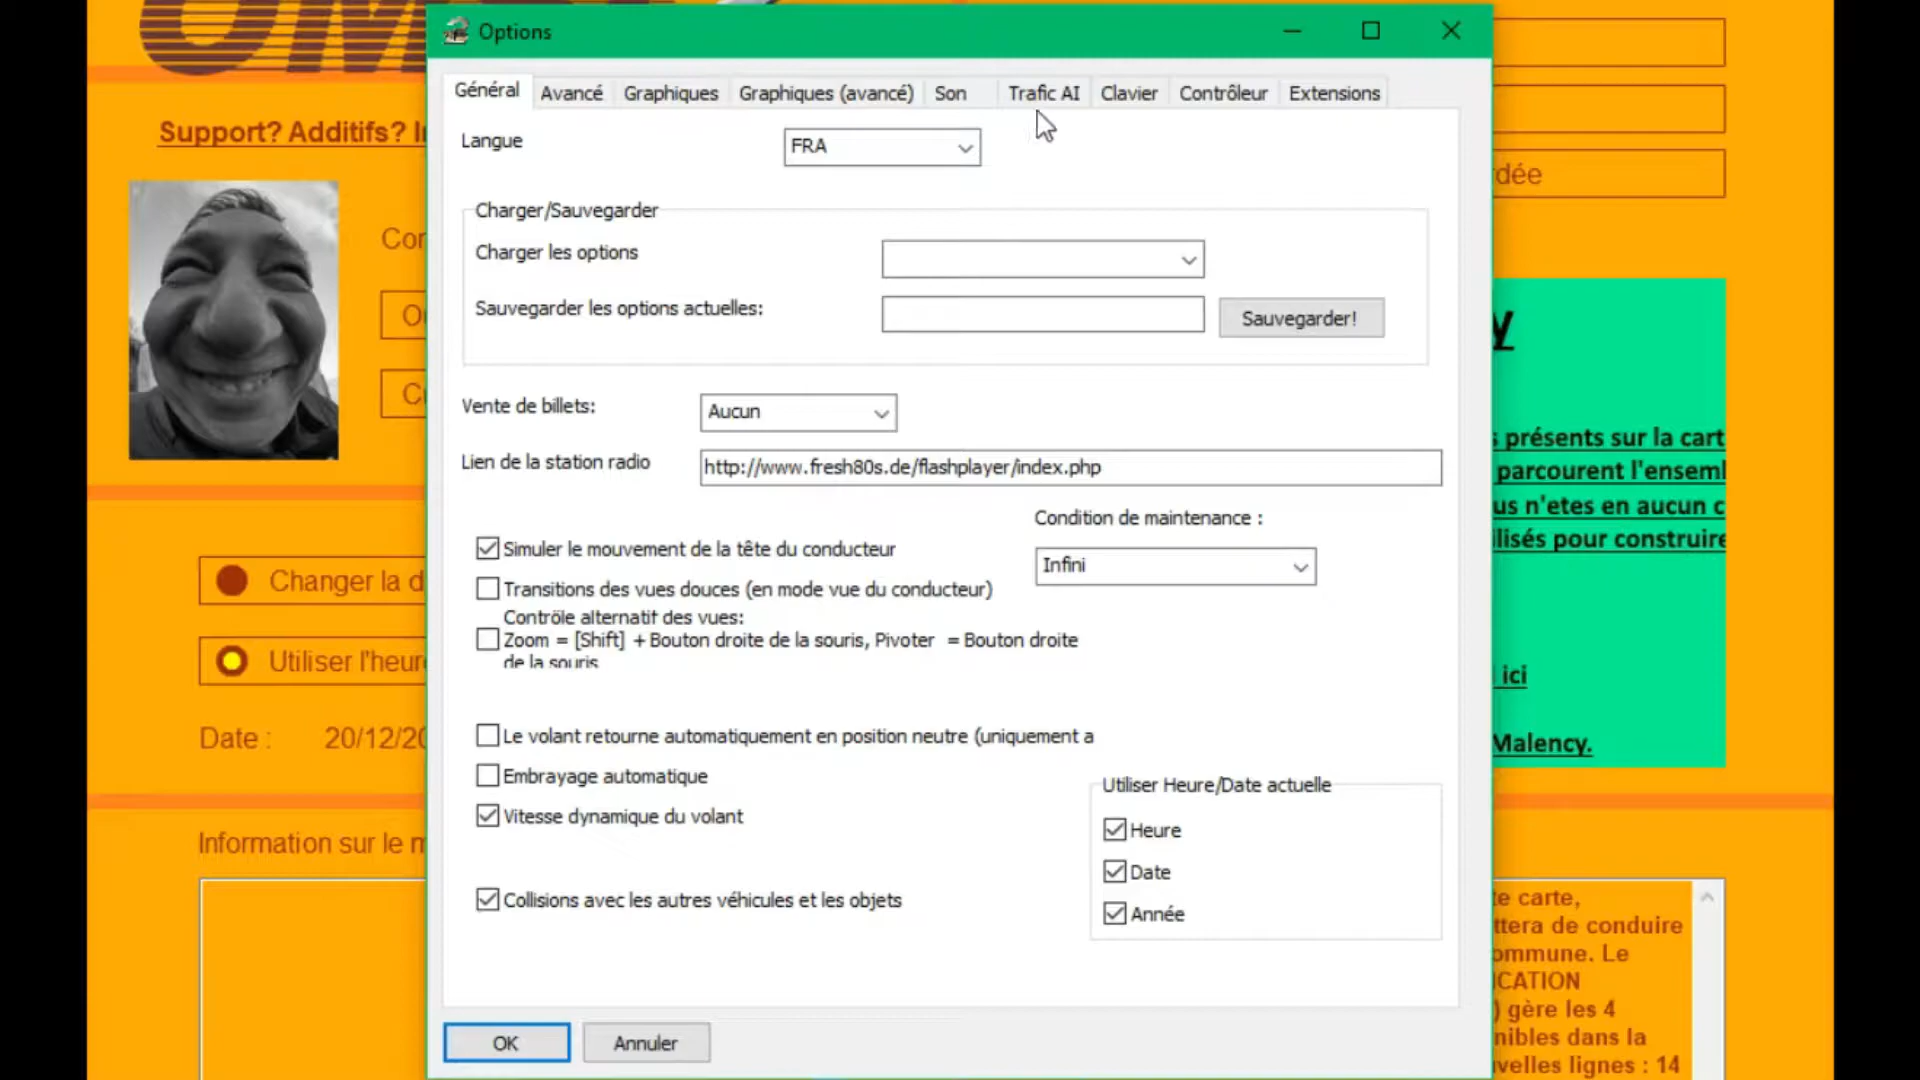 Options
Général
Avancé
Graphiques
Graphiques (avancé)
Son
Trafic AI
Clavier
Contrôleur
Extensions
Support? Additifs?
Langue
FRA
dée
Charger/Sauvegarder
Charger les options
Sauvegarder les options actuelles:
Sauvegarder!
Vente de billets:
Aucun
Lien de la station radio
http://www.fresh80s.de/flashplayer/index.php
Condition de maintenance :
Infini
Simuler le mouvement de la tête du conducteur
Transitions des vues douces (en mode vue du conducteur)
Contrôle alternatif des vues:
Zoom = [Shift] + Bouton droite de la souris, Pivoter = Bouton droite
de la souris
Le volant retourne automatiquement en position neutre (uniquement a
Embrayage automatique
Vitesse dynamique du volant
Collisions avec les autres véhicules et les objets
Utiliser Heure/Date actuelle
Heure
Date
Année
OK
Annuler
Changer la d
Utiliser l'heur
Date : 20/12/20
Information sur le m
s présents sur la cart
parcourent l'ensem
us n'etes en aucun c
ilisés pour construire
ici
Malency.
te carte,
ttera de conduire
ommune. Le
ICATION
) gère les 4
nibles dans la
velles lignes : 14